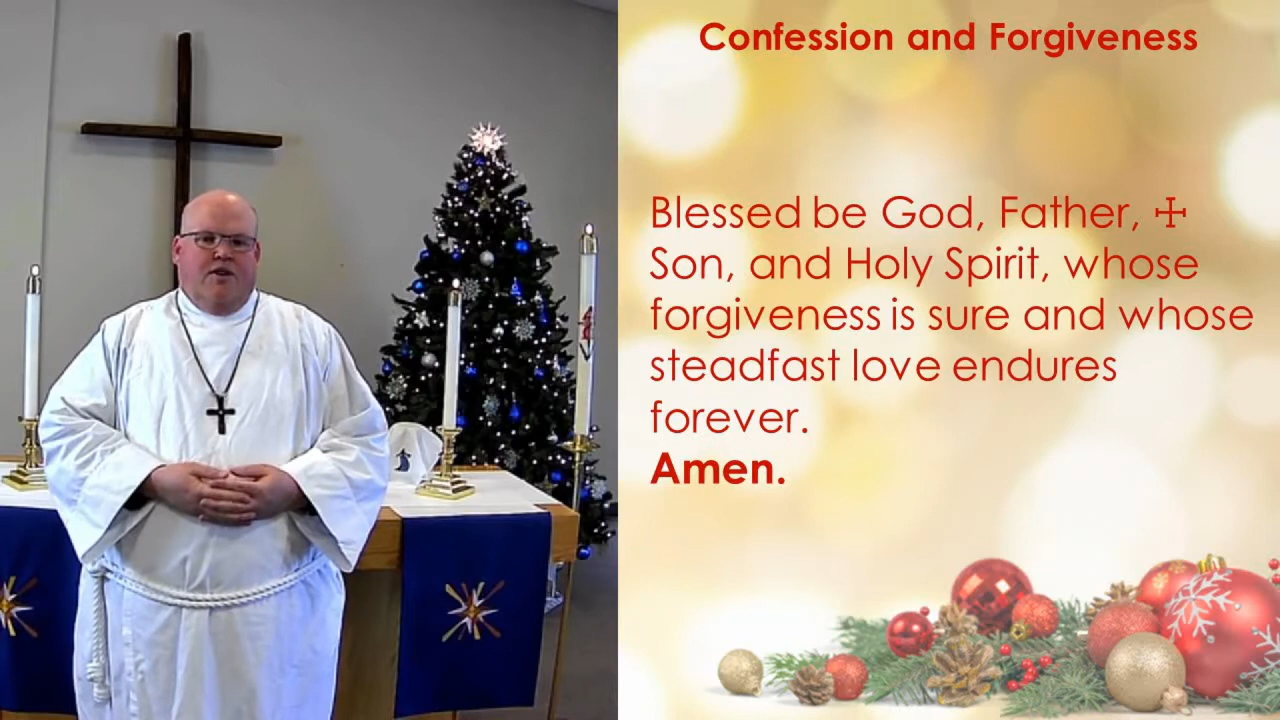 Confession and Forgiveness
Blessed be God, Father, ☩
Son, and Holy Spirit, whose
forgiveness is sure and whose
steadfast love endures
forever.
Amen.